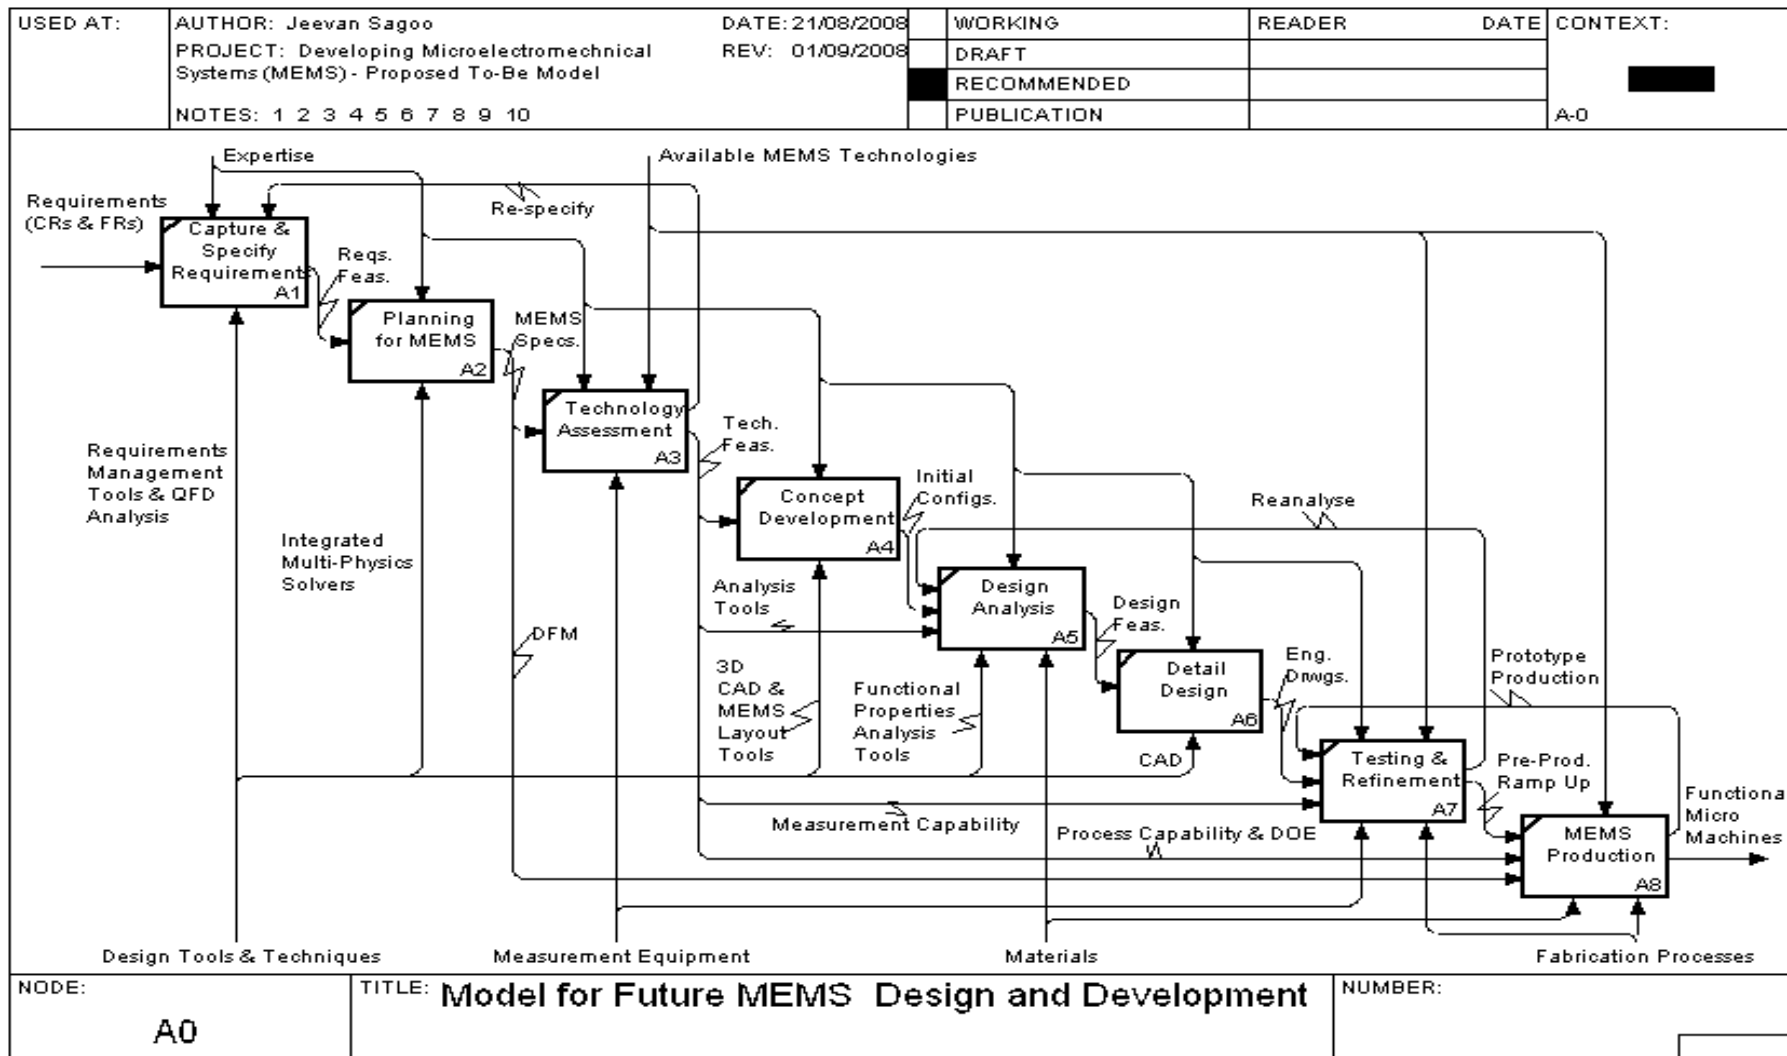 USED AT:
AUTHOR: Jeevan Sagoo
DATE: 21/08/2008
PROJECT: Developing Microelectromechnical
Systems (MEMS) - Proposed To-Be Model
REV: 01/09/2008
NOTES: 1 2 3 4 5 6 7 8 9 10
WORKING
DRAFT
RECOMMENDED
PUBLICATION
READER DATE
CONTEXT:
A-0
Expertise
Available MEMS Technologies
Requirements
(CRs & FRs)
Re-specify
Capture &
Specify
Requirements
A1
Reqs.
Feas.
Planning
for MEMS
A2
MEMS
Specs.
Technology
Assessment
A3
Tech.
Feas.
Requirements
Management
Tools & QFD
Analysis
Integrated
Multi-Physics
Solvers
Concept
Development
A4
Initial
Configs.
Reanalyse
Analysis
Tools
Design
Analysis
A5
Design
Feas.
DFM
3D
CAD &
MEMS
Layout
Tools
Functional
Properties
Analysis
Tools
Detail
Design
A6
Eng.
Drwgs.
Prototype
Production
CAD
Testing &
Refinement
A7
Pre-Prod.
Ramp Up
Functional
Micro
Machines
Measurement Capability
Process Capability & DOE
MEMS
Production
A8
Design Tools & Techniques
Measurement Equipment
Materials
Fabrication Processes
NODE:
A0
TITLE: Model for Future MEMS Design and Development
NUMBER: